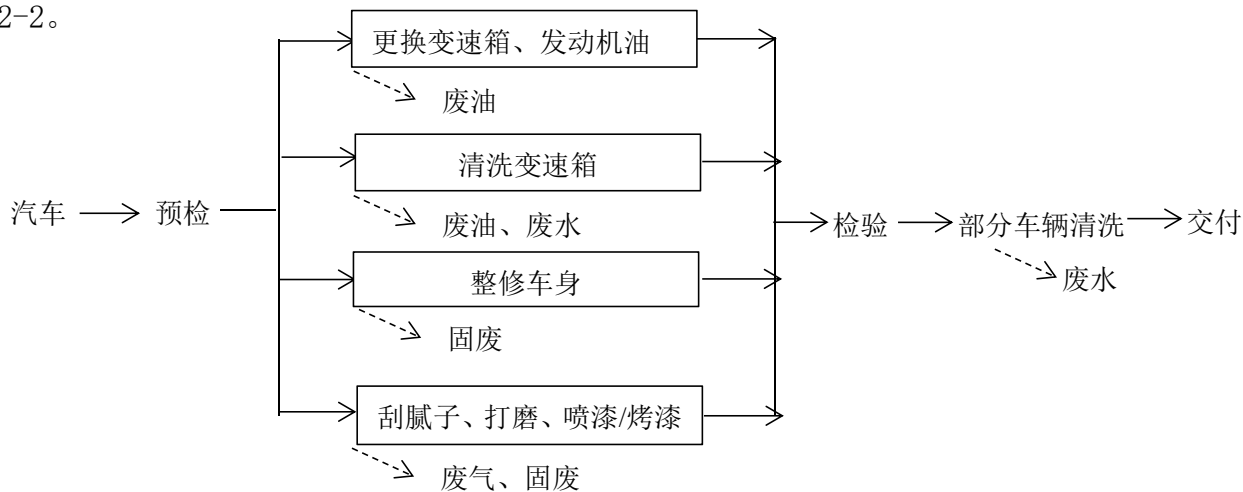 2-2。
更换变速箱、发动机油
废油
清洗变速箱
废油、废水
汽车
预检
整修车身
固废
刮腻子、打磨、喷漆/烤漆
废气、固废
检验
部分车辆清洗
交付
废水